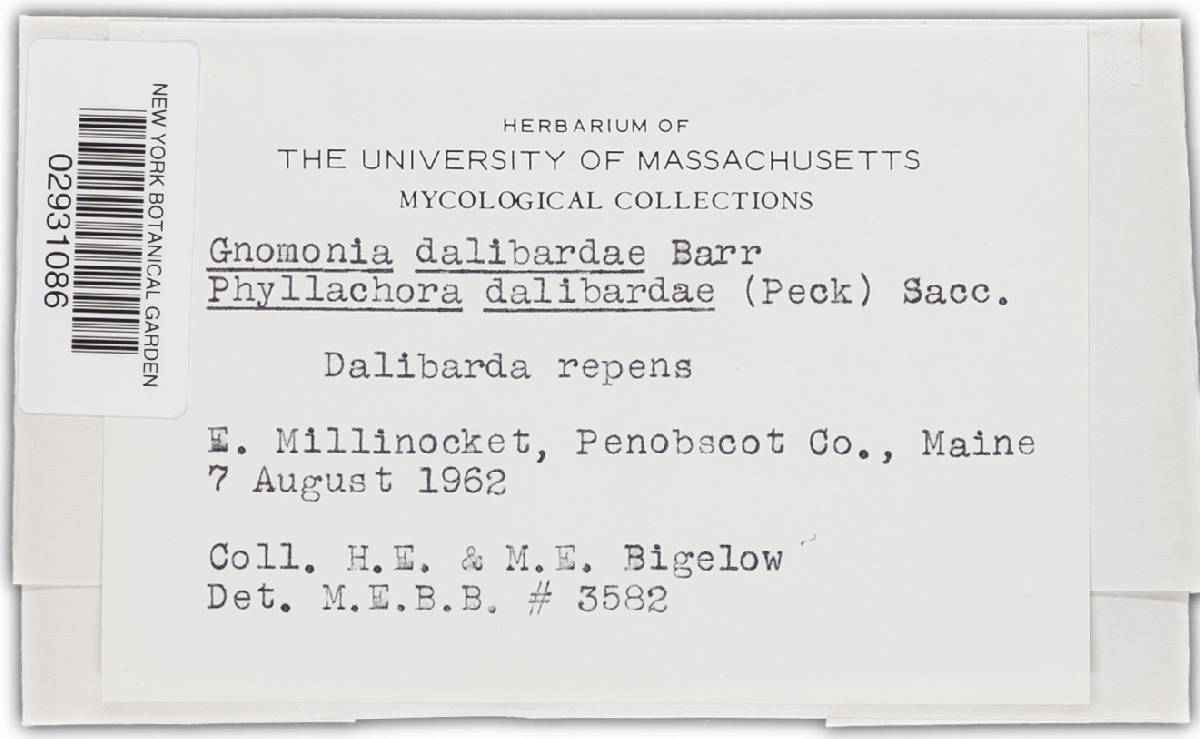 NEW YORK BOTANICAL GARDEN
02931086
HERBARIUM OF
THE UNIVERSITY OF MASSACHUSETTS
MYCOLOGICAL COLLECTIONS
Gnomonia dalibardae Barr
Phyllachora dalibardae (Peck) Sacc.
Dalibarda repens
E. Millinocket, Penobscot Co., Maine
7 August 1962
Coll. H.E. & M.E. Bigelow
Det. M.E.B.B. # 3582